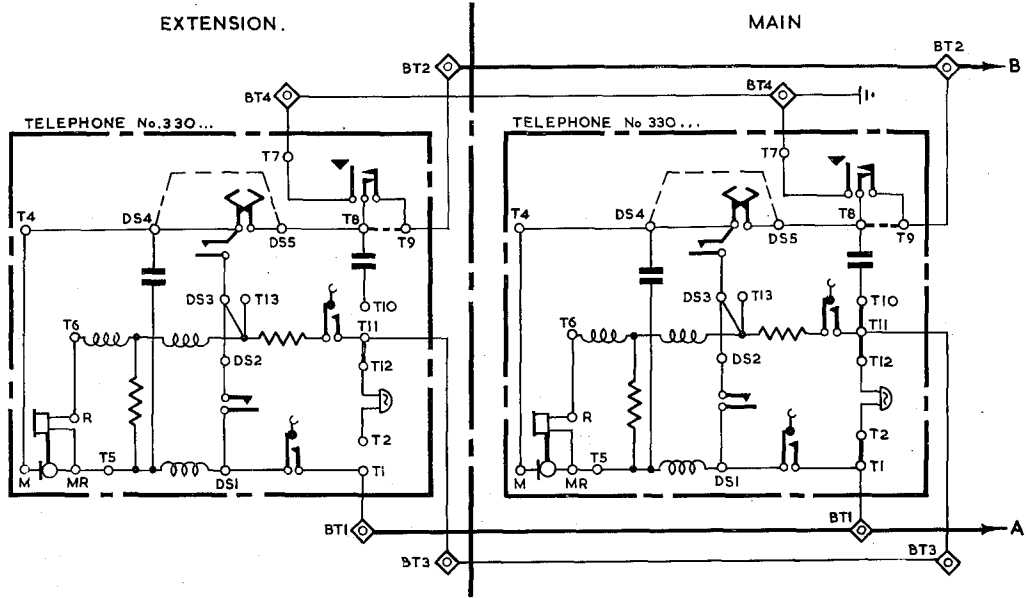 EXTENSION.
MAIN
BT2
BT2
B
BT4
BT4
TELEPHONE No.330...
TELEPHONE No 330...
T7
T7
T4
DS4
DS5
T8
T9
T4
DS4
DS5
T8
T9
DS3
T13
T10
DS3
T13
T10
T6
T11
T6
T11
DS2
T12
DS2
T12
R
T2
R
T2
M
MR
T5
DS1
T1
M
MR
T5
DS1
T1
BT1
BT1
A
BT3
BT3